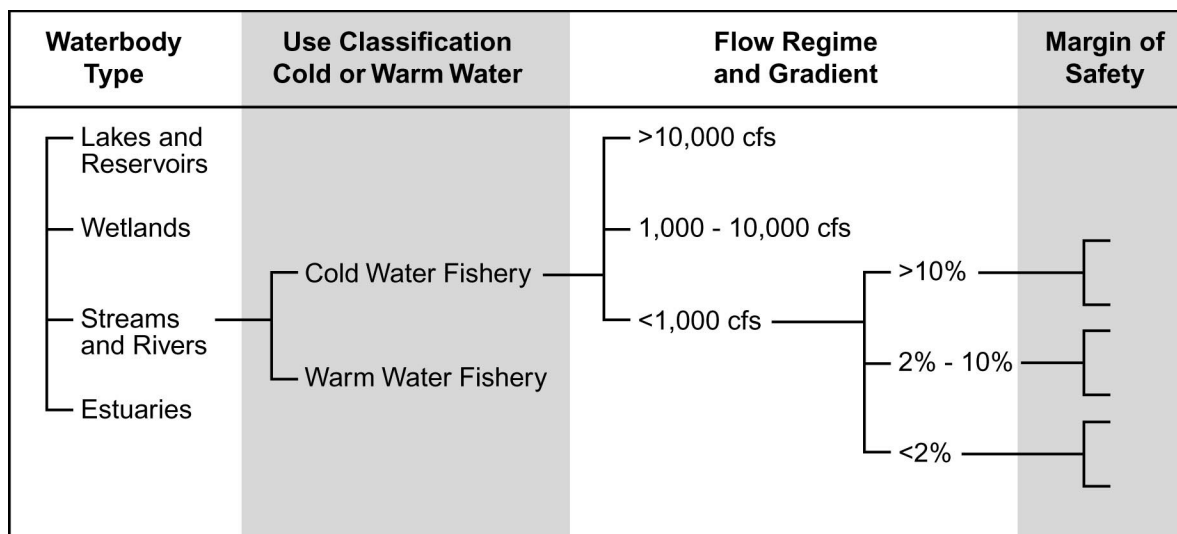 Waterbody
Type
Use Classification
Cold or Warm Water
Flow Regime
and Gradient
Margin of
Safety
Lakes and
Reservoirs
Wetlands
Streams
and Rivers
Estuaries
Cold Water Fishery
Warm Water Fishery
>10,000 cfs
1,000 - 10,000 cfs
<1,000 cfs
>10%
2% - 10%
<2%